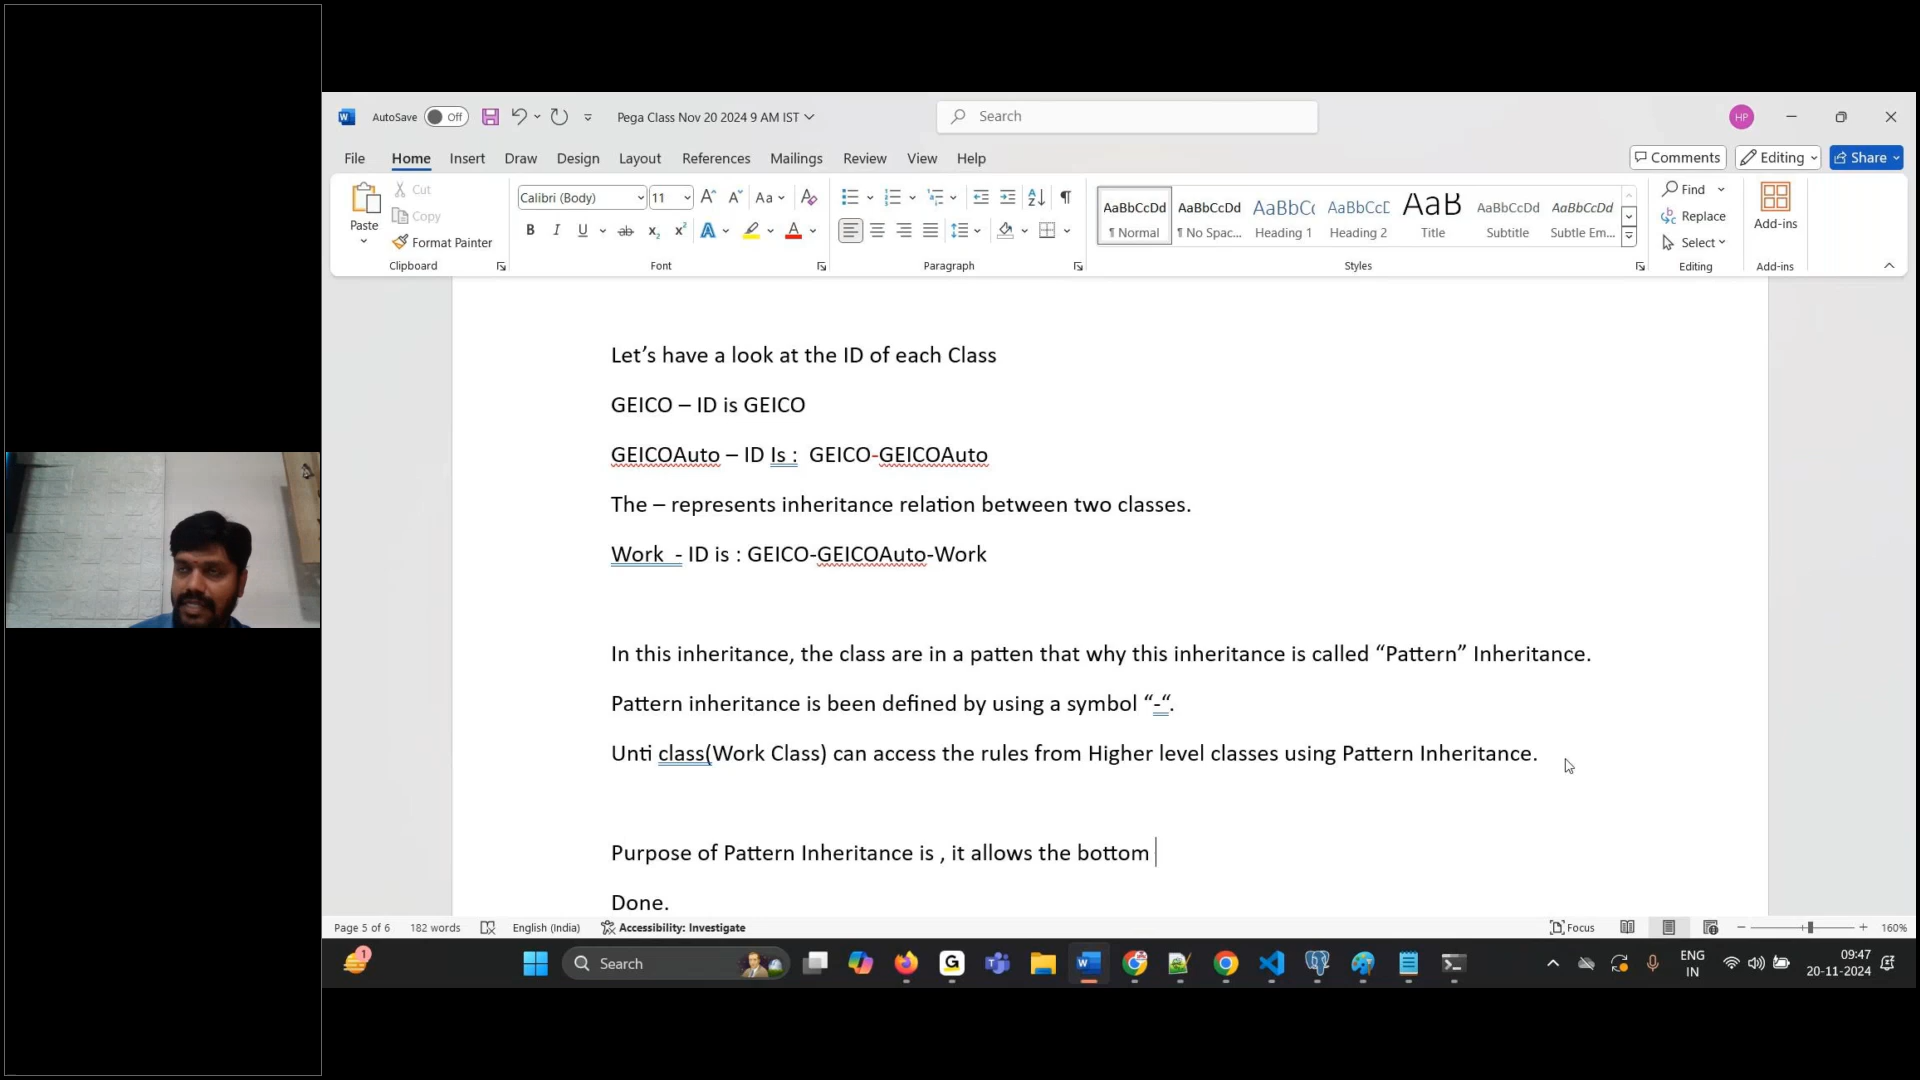 AutoSave Off Pega Class Nov 20 2024 9 AM IST Search HP
File Home Insert Draw Design Layout References Mailings Review View Help Comments Editing Share
Paste Cut Copy Format Painter
Clipboard
Calibri (Body) 11 Aa
B I U ab x₂ x² A A
Font
Paragraph
AaBbCcDd AaBbCcDd AaBbCc AaBbCcD AaB AaBbCcDd AaBbCcDd
¶ Normal ¶ No Spac... Heading 1 Heading 2 Title Subtitle Subtle Em...
Styles
Find
Replace
Select
Editing
Add-ins
Add-ins
Let’s have a look at the ID of each Class
GEICO – ID is GEICO
GEICOAuto – ID Is : GEICO-GEICOAuto
The – represents inheritance relation between two classes.
Work - ID is : GEICO-GEICOAuto-Work
In this inheritance, the class are in a patten that why this inheritance is called “Pattern” Inheritance.
Pattern inheritance is been defined by using a symbol “-“.
Unti class(Work Class) can access the rules from Higher level classes using Pattern Inheritance.
Purpose of Pattern Inheritance is , it allows the bottom
Done.
Page 5 of 6 182 words English (India) Accessibility: Investigate Focus 160%
1 Search ENG IN 09:47 20-11-2024